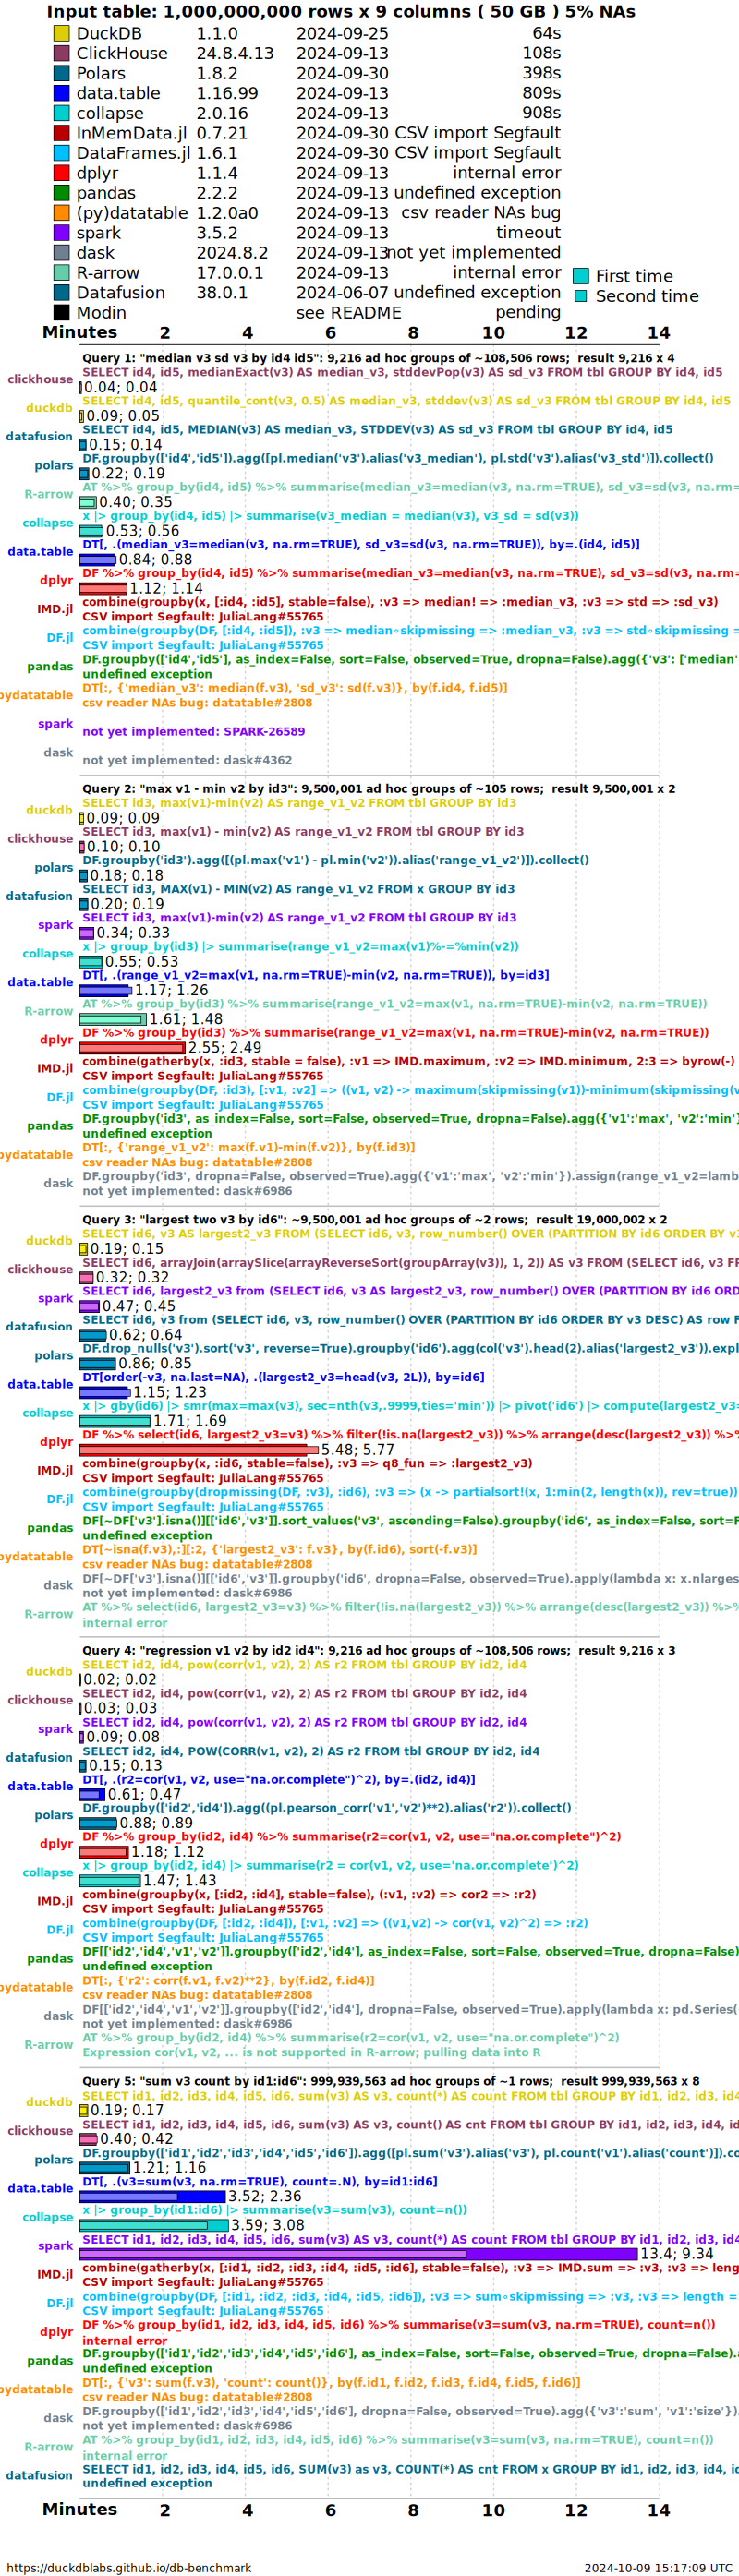 Input table: 1,000,000,000 rows x 9 columns ( 50 GB ) 5% NAs
DuckDB 1.1.0 2024-09-25 64s
ClickHouse 24.8.4.13 2024-09-13 108s
Polars 1.8.2 2024-09-30 398s
data.table 1.16.99 2024-09-13 809s
collapse 2.0.16 2024-09-13 908s
InMemData.jl 0.7.21 2024-09-30 CSV import Segfault
DataFrames.jl 1.6.1 2024-09-30 CSV import Segfault
dplyr 1.1.4 2024-09-13 internal error
pandas 2.2.2 2024-09-13 undefined exception
(py)datatable 1.2.0a0 2024-09-13 csv reader NAs bug
spark 3.5.2 2024-09-13 timeout
dask 2024.8.2 2024-09-13 not yet implemented
R-arrow 17.0.0.1 2024-09-13 internal error
Datafusion 38.0.1 2024-06-07 undefined exception
Modin see README pending
First time
Second time
Minutes 2 4 6 8 10 12 14
Query 1: "median v3 sd v3 by id4 id5": 9,216 ad hoc groups of ~108,506 rows; result 9,216 x 4
clickhouse SELECT id4, id5, medianExact(v3) AS median_v3, stddevPop(v3) AS sd_v3 FROM tbl GROUP BY id4, id5
0.04; 0.04
duckdb SELECT id4, id5, quantile_cont(v3, 0.5) AS median_v3, stddev(v3) AS sd_v3 FROM tbl GROUP BY id4, id5
0.09; 0.05
datafusion SELECT id4, id5, MEDIAN(v3) AS median_v3, STDDEV(v3) AS sd_v3 FROM tbl GROUP BY id4, id5
0.15; 0.14
polars DF.groupby(['id4','id5']).agg([pl.median('v3').alias('v3_median'), pl.std('v3').alias('v3_std')]).collect()
0.22; 0.19
R-arrow AT %>% group_by(id4, id5) %>% summarise(median_v3=median(v3, na.rm=TRUE), sd_v3=sd(v3, na.rm=
0.40; 0.35
collapse x |> group_by(id4, id5) |> summarise(v3_median = median(v3), v3_sd = sd(v3))
0.53; 0.56
data.table DT[, .(median_v3=median(v3, na.rm=TRUE), sd_v3=sd(v3, na.rm=TRUE)), by=.(id4, id5)]
0.84; 0.88
dplyr DF %>% group_by(id4, id5) %>% summarise(median_v3=median(v3, na.rm=TRUE), sd_v3=sd(v3, na.rm=
1.12; 1.14
IMD.jl combine(groupby(x, [:id4, :id5], stable=false), :v3 => median! => :median_v3, :v3 => std => :sd_v3)
CSV import Segfault: JuliaLang#55765
DF.jl combine(groupby(DF, [:id4, :id5]), :v3 => median∘skipmissing => :median_v3, :v3 => std∘skipmissing =
CSV import Segfault: JuliaLang#55765
pandas DF.groupby(['id4','id5'], as_index=False, sort=False, observed=True, dropna=False).agg({'v3': ['median'
undefined exception
pydatatable DT[:, {'median_v3': median(f.v3), 'sd_v3': sd(f.v3)}, by(f.id4, f.id5)]
csv reader NAs bug: datatable#2808
spark
not yet implemented: SPARK-26589
dask
not yet implemented: dask#4362
Query 2: "max v1 - min v2 by id3": 9,500,001 ad hoc groups of ~105 rows; result 9,500,001 x 2
duckdb SELECT id3, max(v1)-min(v2) AS range_v1_v2 FROM tbl GROUP BY id3
0.09; 0.09
clickhouse SELECT id3, max(v1) - min(v2) AS range_v1_v2 FROM tbl GROUP BY id3
0.10; 0.10
polars DF.groupby('id3').agg([(pl.max('v1') - pl.min('v2')).alias('range_v1_v2')]).collect()
0.18; 0.18
datafusion SELECT id3, MAX(v1) - MIN(v2) AS range_v1_v2 FROM x GROUP BY id3
0.20; 0.19
spark SELECT id3, max(v1)-min(v2) AS range_v1_v2 FROM tbl GROUP BY id3
0.34; 0.33
collapse x |> group_by(id3) |> summarise(range_v1_v2=max(v1)%-=%min(v2))
0.55; 0.53
data.table DT[, .(range_v1_v2=max(v1, na.rm=TRUE)-min(v2, na.rm=TRUE)), by=id3]
1.17; 1.26
R-arrow AT %>% group_by(id3) %>% summarise(range_v1_v2=max(v1, na.rm=TRUE)-min(v2, na.rm=TRUE))
1.61; 1.48
dplyr DF %>% group_by(id3) %>% summarise(range_v1_v2=max(v1, na.rm=TRUE)-min(v2, na.rm=TRUE))
2.55; 2.49
IMD.jl combine(gatherby(x, :id3, stable = false), :v1 => IMD.maximum, :v2 => IMD.minimum, 2:3 => byrow(-)
CSV import Segfault: JuliaLang#55765
DF.jl combine(groupby(DF, :id3), [:v1, :v2] => ((v1, v2) -> maximum(skipmissing(v1))-minimum(skipmissing(v
CSV import Segfault: JuliaLang#55765
pandas DF.groupby('id3', as_index=False, sort=False, observed=True, dropna=False).agg({'v1':'max', 'v2':'min'}
undefined exception
pydatatable DT[:, {'range_v1_v2': max(f.v1)-min(f.v2)}, by(f.id3)]
csv reader NAs bug: datatable#2808
dask DF.groupby('id3', dropna=False, observed=True).agg({'v1':'max', 'v2':'min'}).assign(range_v1_v2=lamb
not yet implemented: dask#6986
Query 3: "largest two v3 by id6": ~9,500,001 ad hoc groups of ~2 rows; result 19,000,002 x 2
duckdb SELECT id6, v3 AS largest2_v3 FROM (SELECT id6, v3, row_number() OVER (PARTITION BY id6 ORDER BY v3
0.19; 0.15
clickhouse SELECT id6, arrayJoin(arraySlice(arrayReverseSort(groupArray(v3)), 1, 2)) AS v3 FROM (SELECT id6, v3 FR
0.32; 0.32
spark SELECT id6, largest2_v3 from (SELECT id6, v3 AS largest2_v3, row_number() OVER (PARTITION BY id6 ORD
0.47; 0.45
datafusion SELECT id6, v3 from (SELECT id6, v3, row_number() OVER (PARTITION BY id6 ORDER BY v3 DESC) AS row F
0.62; 0.64
polars DF.drop_nulls('v3').sort('v3', reverse=True).groupby('id6').agg(col('v3').head(2).alias('largest2_v3')).expl
0.86; 0.85
data.table DT[order(-v3, na.last=NA), .(largest2_v3=head(v3, 2L)), by=id6]
1.15; 1.23
collapse x |> gby(id6) |> smr(max=max(v3), sec=nth(v3,.9999,ties='min')) |> pivot('id6') |> compute(largest2_v3=
1.71; 1.69
dplyr DF %>% select(id6, largest2_v3=v3) %>% filter(!is.na(largest2_v3)) %>% arrange(desc(largest2_v3)) %>%
5.48; 5.77
IMD.jl combine(groupby(x, :id6, stable=false), :v3 => q8_fun => :largest2_v3)
CSV import Segfault: JuliaLang#55765
DF.jl combine(groupby(dropmissing(DF, :v3), :id6), :v3 => (x -> partialsort!(x, 1:min(2, length(x)), rev=true))
CSV import Segfault: JuliaLang#55765
pandas DF[~DF['v3'].isna()][['id6','v3']].sort_values('v3', ascending=False).groupby('id6', as_index=False, sort=F
undefined exception
pydatatable DT[~isna(f.v3),:][:2, {'largest2_v3': f.v3}, by(f.id6), sort(-f.v3)]
csv reader NAs bug: datatable#2808
dask DF[~DF['v3'].isna()][['id6','v3']].groupby('id6', dropna=False, observed=True).apply(lambda x: x.nlarges
not yet implemented: dask#6986
R-arrow AT %>% select(id6, largest2_v3=v3) %>% filter(!is.na(largest2_v3)) %>% arrange(desc(largest2_v3)) %>%
internal error
Query 4: "regression v1 v2 by id2 id4": 9,216 ad hoc groups of ~108,506 rows; result 9,216 x 3
duckdb SELECT id2, id4, pow(corr(v1, v2), 2) AS r2 FROM tbl GROUP BY id2, id4
0.02; 0.02
clickhouse SELECT id2, id4, pow(corr(v1, v2), 2) AS r2 FROM tbl GROUP BY id2, id4
0.03; 0.03
spark SELECT id2, id4, pow(corr(v1, v2), 2) AS r2 FROM tbl GROUP BY id2, id4
0.09; 0.08
datafusion SELECT id2, id4, POW(CORR(v1, v2), 2) AS r2 FROM tbl GROUP BY id2, id4
0.15; 0.13
data.table DT[, .(r2=cor(v1, v2, use="na.or.complete")^2), by=.(id2, id4)]
0.61; 0.47
polars DF.groupby(['id2','id4']).agg((pl.pearson_corr('v1','v2')**2).alias('r2')).collect()
0.88; 0.89
dplyr DF %>% group_by(id2, id4) %>% summarise(r2=cor(v1, v2, use="na.or.complete")^2)
1.18; 1.12
collapse x |> group_by(id2, id4) |> summarise(r2 = cor(v1, v2, use='na.or.complete')^2)
1.47; 1.43
IMD.jl combine(groupby(x, [:id2, :id4], stable=false), (:v1, :v2) => cor2 => :r2)
CSV import Segfault: JuliaLang#55765
DF.jl combine(groupby(DF, [:id2, :id4]), [:v1, :v2] => ((v1,v2) -> cor(v1, v2)^2) => :r2)
CSV import Segfault: JuliaLang#55765
pandas DF[['id2','id4','v1','v2']].groupby(['id2','id4'], as_index=False, sort=False, observed=True, dropna=False)
undefined exception
pydatatable DT[:, {'r2': corr(f.v1, f.v2)**2}, by(f.id2, f.id4)]
csv reader NAs bug: datatable#2808
dask DF[['id2','id4','v1','v2']].groupby(['id2','id4'], dropna=False, observed=True).apply(lambda x: pd.Series(
not yet implemented: dask#6986
R-arrow AT %>% group_by(id2, id4) %>% summarise(r2=cor(v1, v2, use="na.or.complete")^2)
Expression cor(v1, v2, ... is not supported in R-arrow; pulling data into R
Query 5: "sum v3 count by id1:id6": 999,939,563 ad hoc groups of ~1 rows; result 999,939,563 x 8
duckdb SELECT id1, id2, id3, id4, id5, id6, sum(v3) AS v3, count(*) AS count FROM tbl GROUP BY id1, id2, id3, id4
0.19; 0.17
clickhouse SELECT id1, id2, id3, id4, id5, id6, sum(v3) AS v3, count() AS cnt FROM tbl GROUP BY id1, id2, id3, id4, id
0.40; 0.42
polars DF.groupby(['id1','id2','id3','id4','id5','id6']).agg([pl.sum('v3').alias('v3'), pl.count('v1').alias('count')]).co
1.21; 1.16
data.table DT[, .(v3=sum(v3, na.rm=TRUE), count=.N), by=id1:id6]
3.52; 2.36
collapse x |> group_by(id1:id6) |> summarise(v3=sum(v3), count=n())
3.59; 3.08
spark SELECT id1, id2, id3, id4, id5, id6, sum(v3) AS v3, count(*) AS count FROM tbl GROUP BY id1, id2, id3, id4
13.4; 9.34
IMD.jl combine(gatherby(x, [:id1, :id2, :id3, :id4, :id5, :id6], stable=false), :v3 => IMD.sum => :v3, :v3 => leng
CSV import Segfault: JuliaLang#55765
DF.jl combine(groupby(DF, [:id1, :id2, :id3, :id4, :id5, :id6]), :v3 => sum∘skipmissing => :v3, :v3 => length =
CSV import Segfault: JuliaLang#55765
dplyr DF %>% group_by(id1, id2, id3, id4, id5, id6) %>% summarise(v3=sum(v3, na.rm=TRUE), count=n())
internal error
pandas DF.groupby(['id1','id2','id3','id4','id5','id6'], as_index=False, sort=False, observed=True, dropna=False).a
undefined exception
pydatatable DT[:, {'v3': sum(f.v3), 'count': count()}, by(f.id1, f.id2, f.id3, f.id4, f.id5, f.id6)]
csv reader NAs bug: datatable#2808
dask DF.groupby(['id1','id2','id3','id4','id5','id6'], dropna=False, observed=True).agg({'v3':'sum', 'v1':'size'})
not yet implemented: dask#6986
R-arrow AT %>% group_by(id1, id2, id3, id4, id5, id6) %>% summarise(v3=sum(v3, na.rm=TRUE), count=n())
internal error
datafusion SELECT id1, id2, id3, id4, id5, id6, SUM(v3) as v3, COUNT(*) AS cnt FROM x GROUP BY id1, id2, id3, id4, id
undefined exception
Minutes 2 4 6 8 10 12 14
https://duckdblabs.github.io/db-benchmark 2024-10-09 15:17:09 UTC